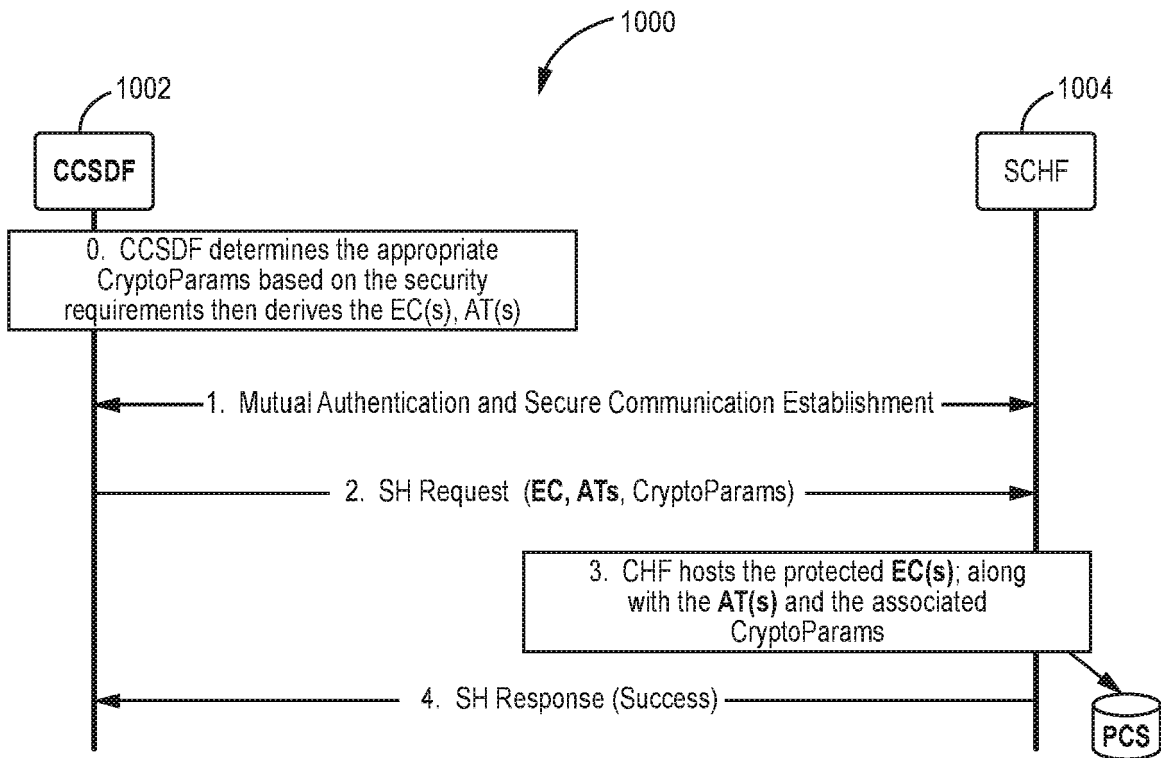 1000
1002
1004
CCSDF
SCHF
0. CCSDF determines the appropriate
CryptoParams based on the security
requirements then derives the EC(s), AT(s)
1. Mutual Authentication and Secure Communication Establishment
2. SH Request (EC, ATs, CryptoParams)
3. CHF hosts the protected EC(s); along
with the AT(s) and the associated
CryptoParams
4. SH Response (Success)
PCS